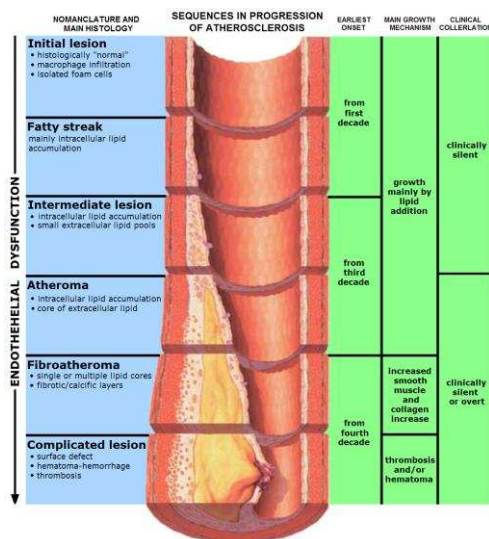 NOMANCLATURE AND
MAIN HISTOLOGY
SEQUENCES IN PROGRESSION
OF ATHEROSCLEROSIS
EARLIEST
ONSET
MAIN GROWTH
MECHANISM
CLINICAL
COLLERLATION
ENDOTHEHELIAL DYSFUNCTION
Initial lesion
• histologically "normal"
• macrophage infiltration
• isolated foam cells
Fatty streak
mainly intracellular lipid
accumulation
Intermediate lesion
• intracellular lipid accumulation
• small extracellular lipid pools
Atheroma
• intracellular lipid accumulation
• core of extracellular lipid
Fibroatheroma
• single or multiple lipid cores
• fibrotic/calcific layers
Complicated lesion
• surface defect
• hematoma-hemorrhage
• thrombosis
from
first
decade
from
third
decade
from
fourth
decade
growth
mainly by
lipid
addition
increased
smooth
muscle
and
collagen
increase
thrombosis
and/or
hematoma
clinically
silent
clinically
silent
or overt